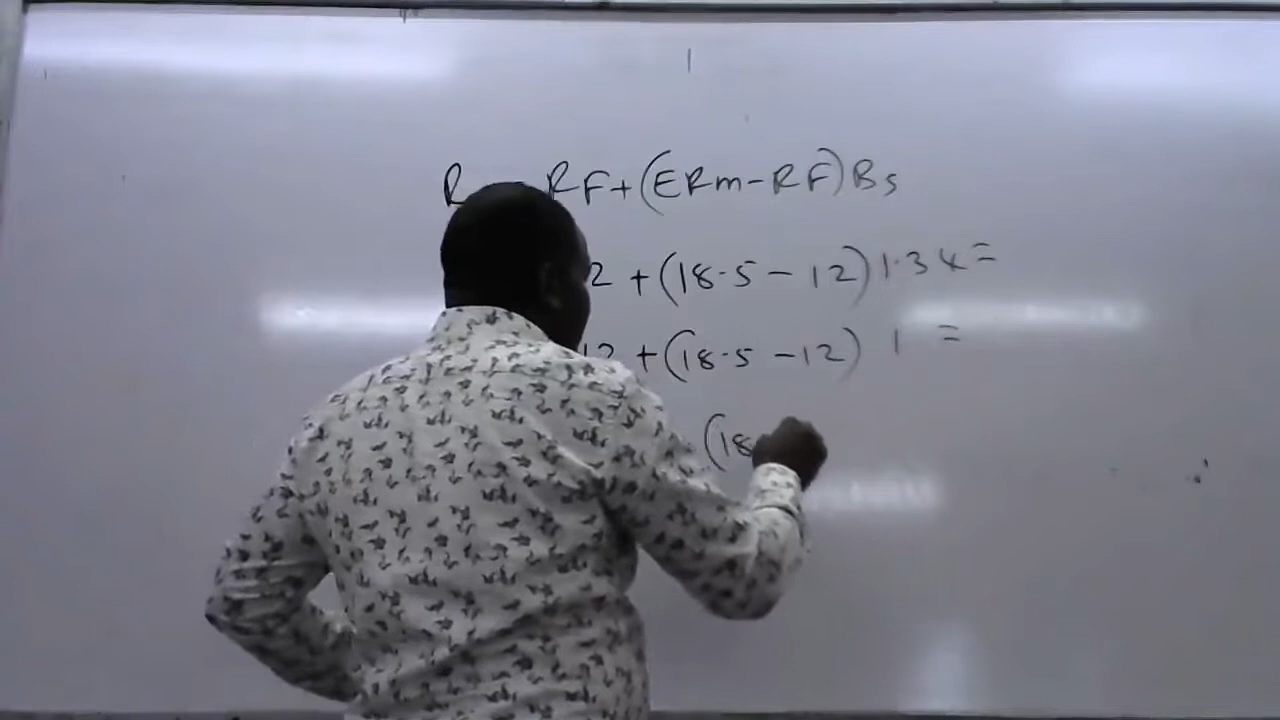 R = RF+(ERm-RF)Bs
2 +(18.5-12)1.34=
12 +(18.5-12) 1 =
(18